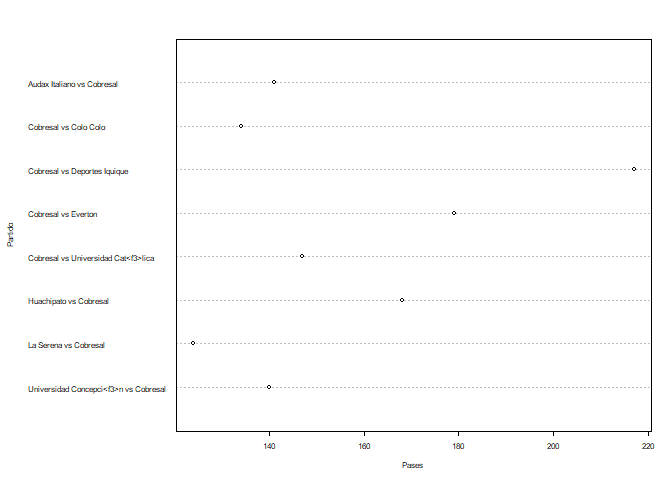 Partido
Audax Italiano vs Cobresal
Cobresal vs Colo Colo
Cobresal vs Deportes Iquique
Cobresal vs Everton
Cobresal vs Universidad Cat<f3>lica
Huachipato vs Cobresal
La Serena vs Cobresal
Universidad Concepci<f3>n vs Cobresal
140 160 180 200 220
Pases